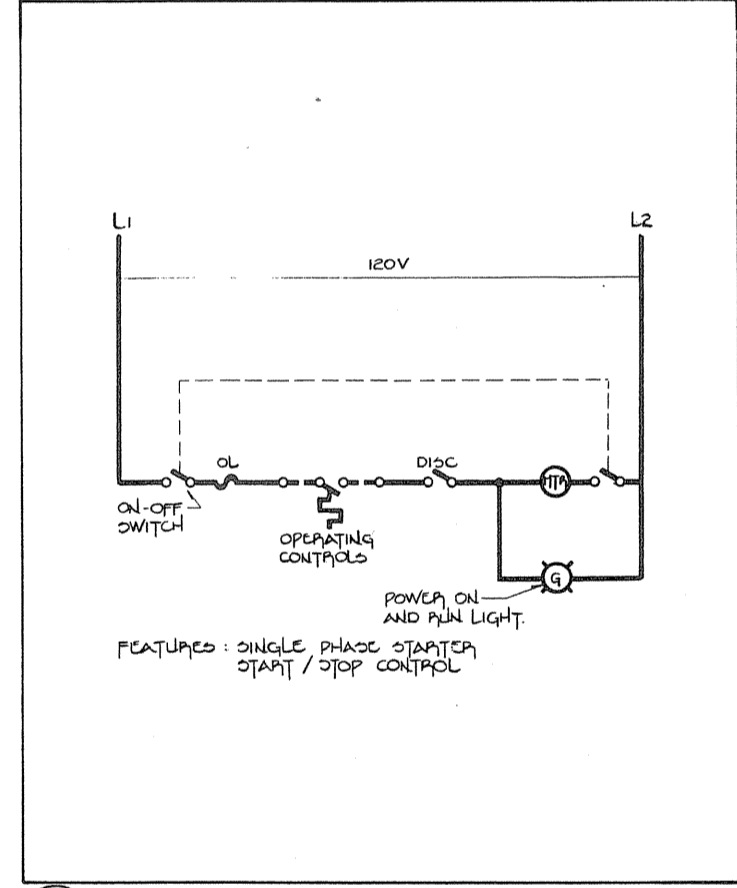 L1
L2
120V
OL
DISC
ON-OFF
SWITCH
MTR
OPERATING
CONTROLS
G
POWER ON
AND RUN LIGHT.
FEATURES : SINGLE PHASE STARTER
START / STOP CONTROL